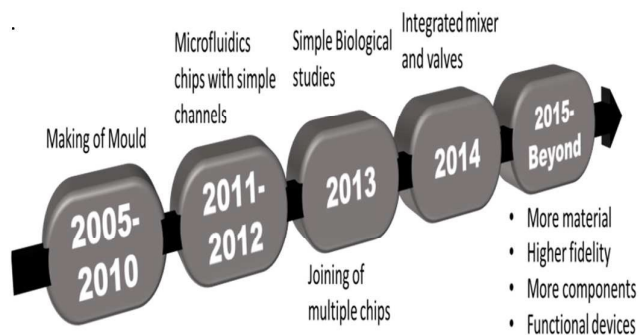 Making of Mould
2005-
2010
Microfluidics
chips with simple
channels
2011-
2012
Simple Biological
studies
2013
Joining of
multiple chips
Integrated mixer
and valves
2014
2015-
Beyond
• More material
• Higher fidelity
• More components
• Functional devices